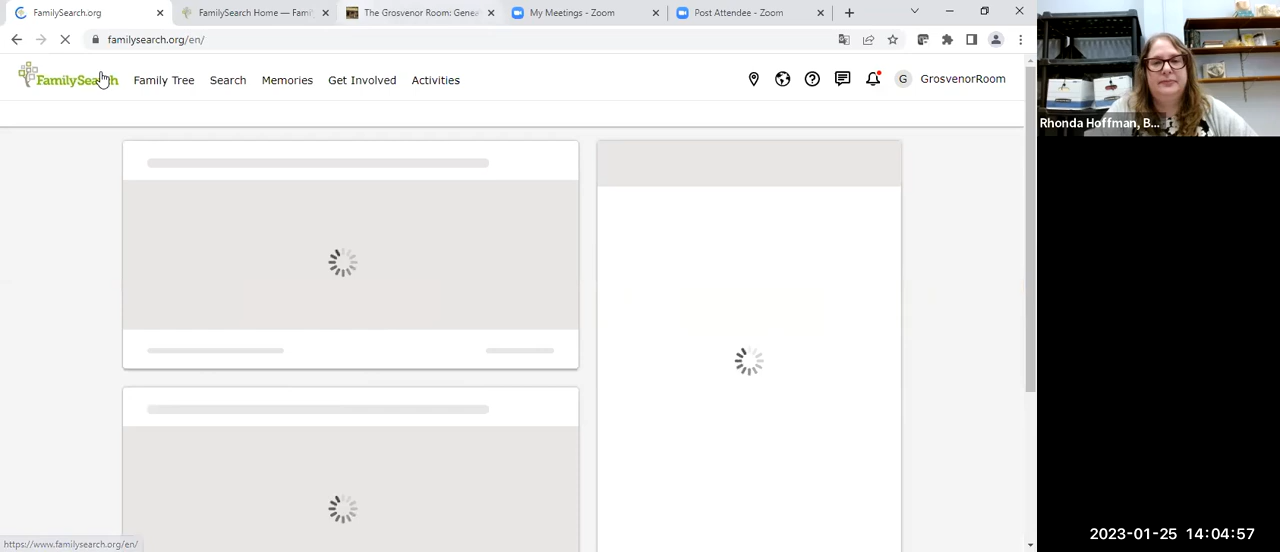 FamilySearch.org
FamilySearch Home — Fami
The Grosvenor Room: Spe
My Meetings - Zoom
Post Attendee - Zoom
familysearch.org/en/
FamilySearch
Family Tree
Search
Memories
Get Involved
Activities
G
GrosvenorRoom
Rhonda Hoffman, B...
https://www.familysearch.org/en/
2023-01-25 14:04:57